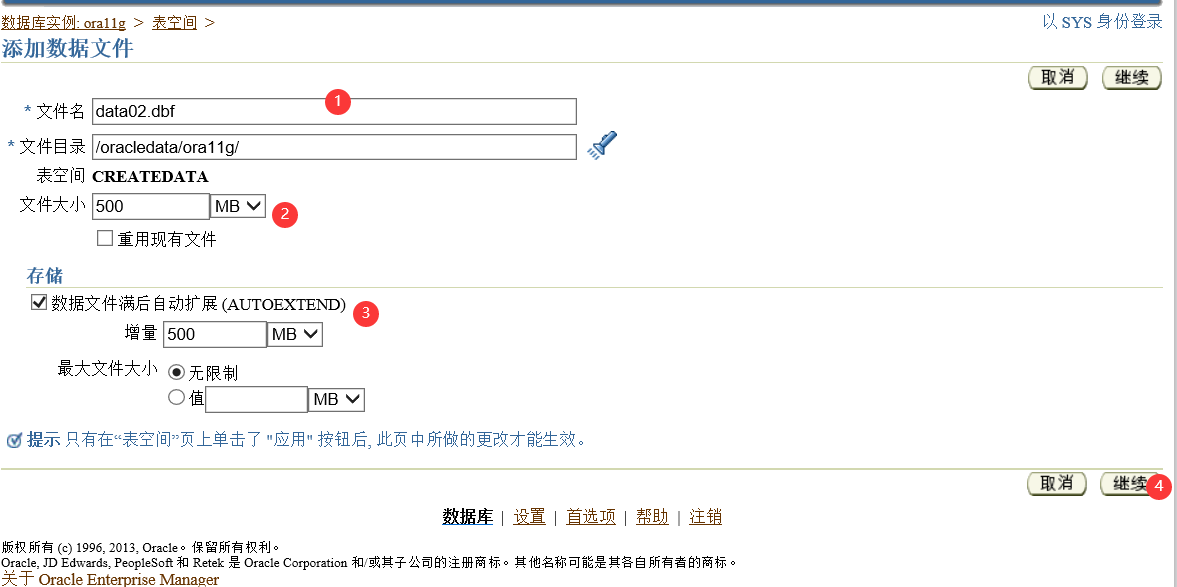 数据库实例: ora11g > 表空间 >
以 SYS 身份登录
添加数据文件
取消 继续
* 文件名 data02.dbf
1
* 文件目录 /oracledata/ora11g/
表空间 CREATEDATA
文件大小 500 MB
2
重用现有文件
存储
数据文件满后自动扩展 (AUTOEXTEND)
3
增量 500 MB
最大文件大小 无限制
值 MB
提示 只有在“表空间”页上单击了 "应用" 按钮后, 此页中所做的更改才能生效。
取消 继续 4
数据库 | 设置 | 首选项 | 帮助 | 注销
版权所有 (c) 1996, 2013, Oracle。保留所有权利。
Oracle, JD Edwards, PeopleSoft 和 Retek 是 Oracle Corporation 和/或其子公司的注册商标。其他名称可能是其各自所有者的商标。
关于 Oracle Enterprise Manager